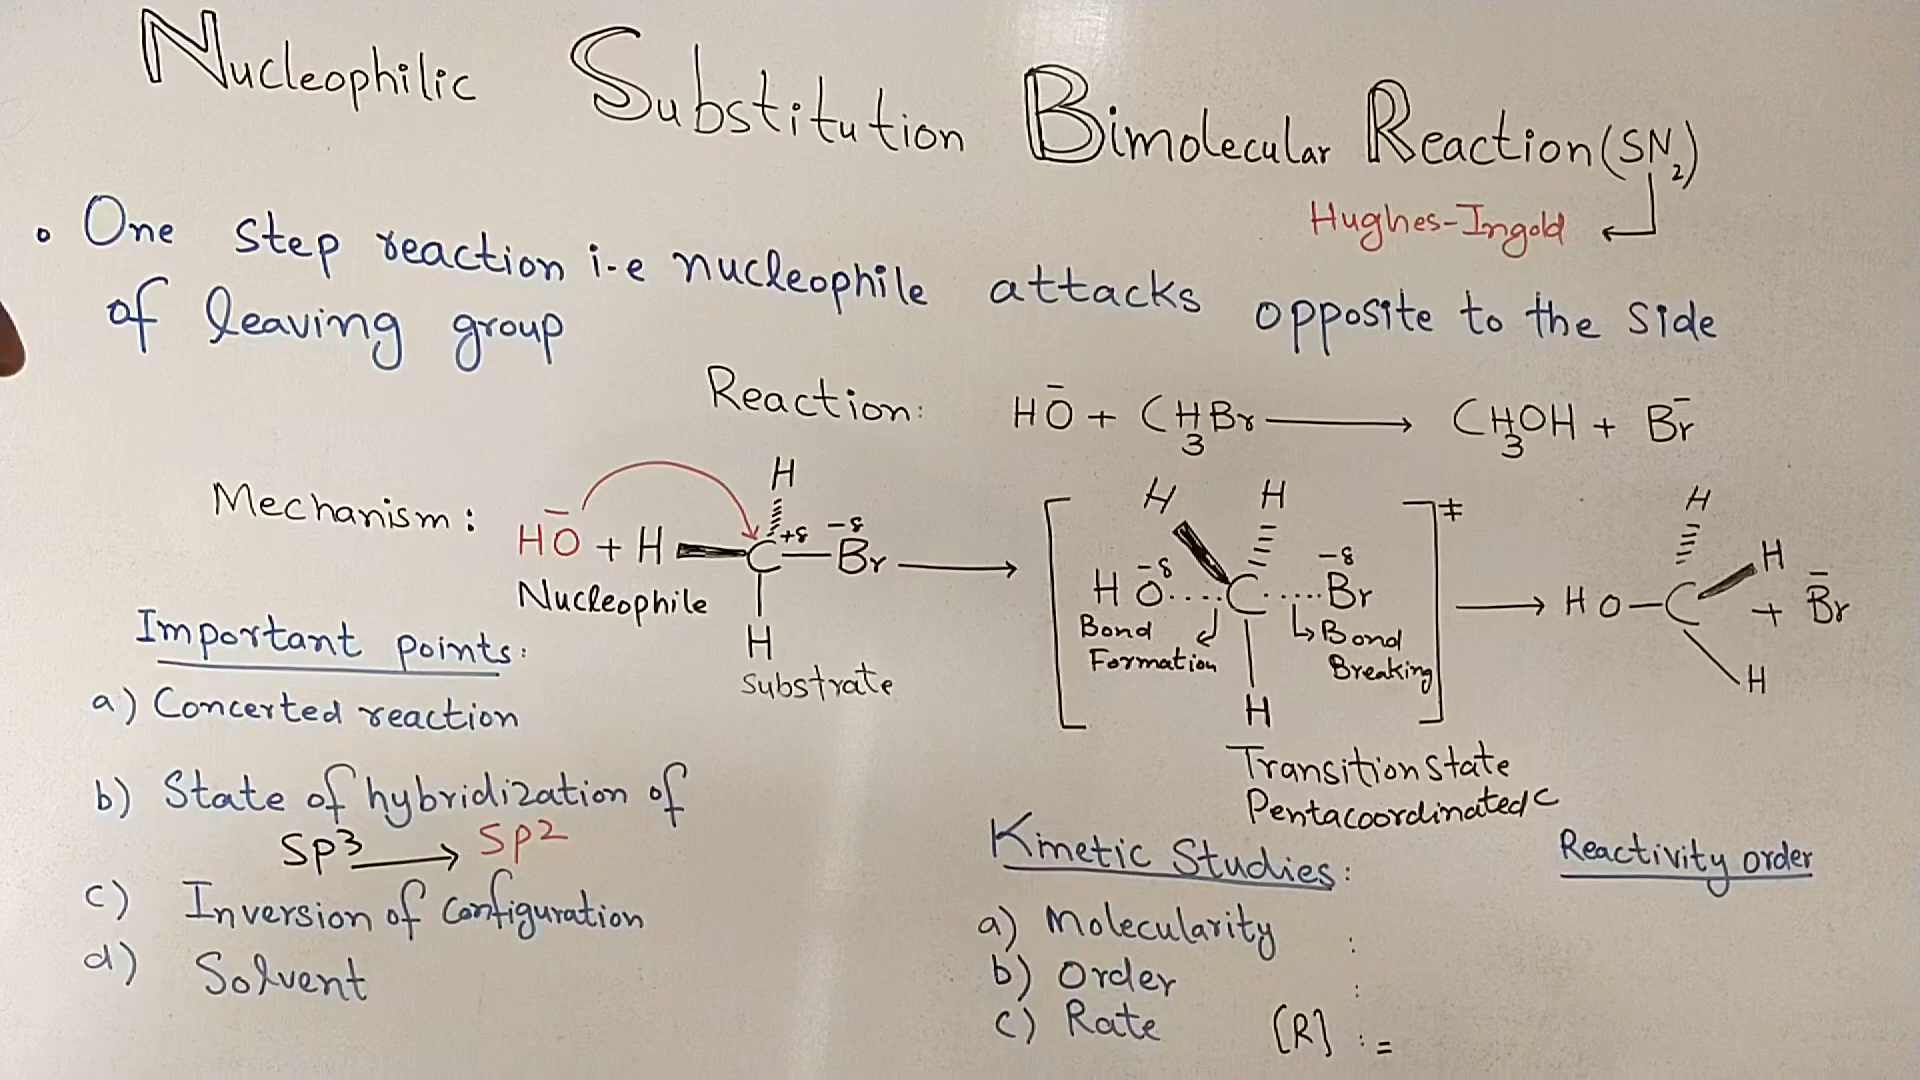 Nucleophilic Substitution Bimolecular Reaction (SN2)
Hughes-Ingold
• One step reaction i-e nucleophile attacks opposite to the side
of leaving group
Reaction: HŌ + CH3Br → CH3OH + B̄r
Mechanism:
HŌ + H C +δ Br -δ
H
H
Nucleophile
Substrate
H H ‡
HŌ -δ .... C ..... Br -δ
Bond Formation
Bond Breaking
H
Transition state
Pentacoordinated C
H
HO-C H + B̄r
H
Important points:
a) Concerted reaction
b) State of hybridization of
Sp3 → Sp2
c) Inversion of Configuration
d) Solvent
Kinetic Studies:
a) Molecularity :
b) Order :
c) Rate [R] : =
Reactivity order